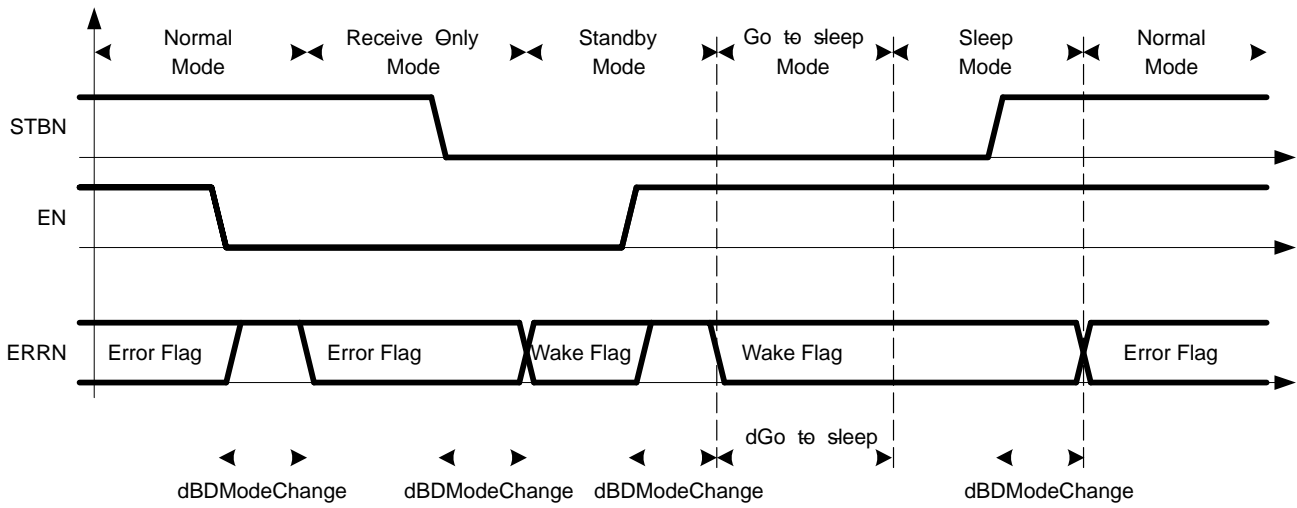 Normal
Mode
Receive Only
Mode
Standby
Mode
Go to sleep
Mode
Sleep
Mode
Normal
Mode
STBN
EN
ERRN
Error Flag
Error Flag
Wake Flag
Wake Flag
Error Flag
dGo to sleep
dBDModeChange
dBDModeChange
dBDModeChange
dBDModeChange